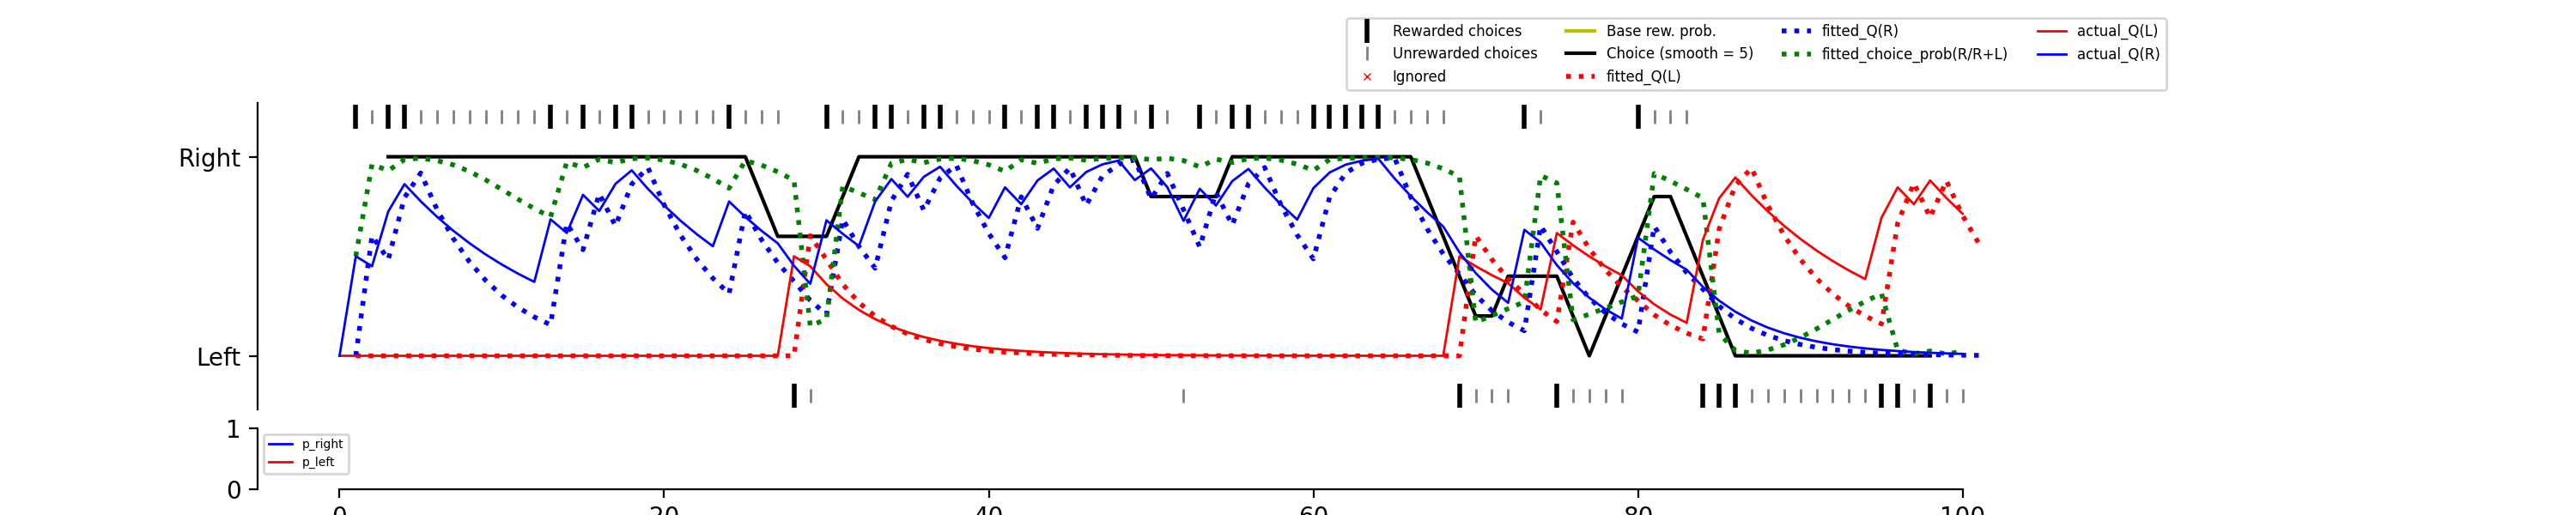 Rewarded choices
Unrewarded choices
Ignored
Base rew. prob.
Choice (smooth = 5)
fitted_Q(L)
fitted_Q(R)
fitted_choice_prob(R/R+L)
actual_Q(L)
actual_Q(R)
Right
Left
1
0
p_right
p_left
0 20 40 60 80 100